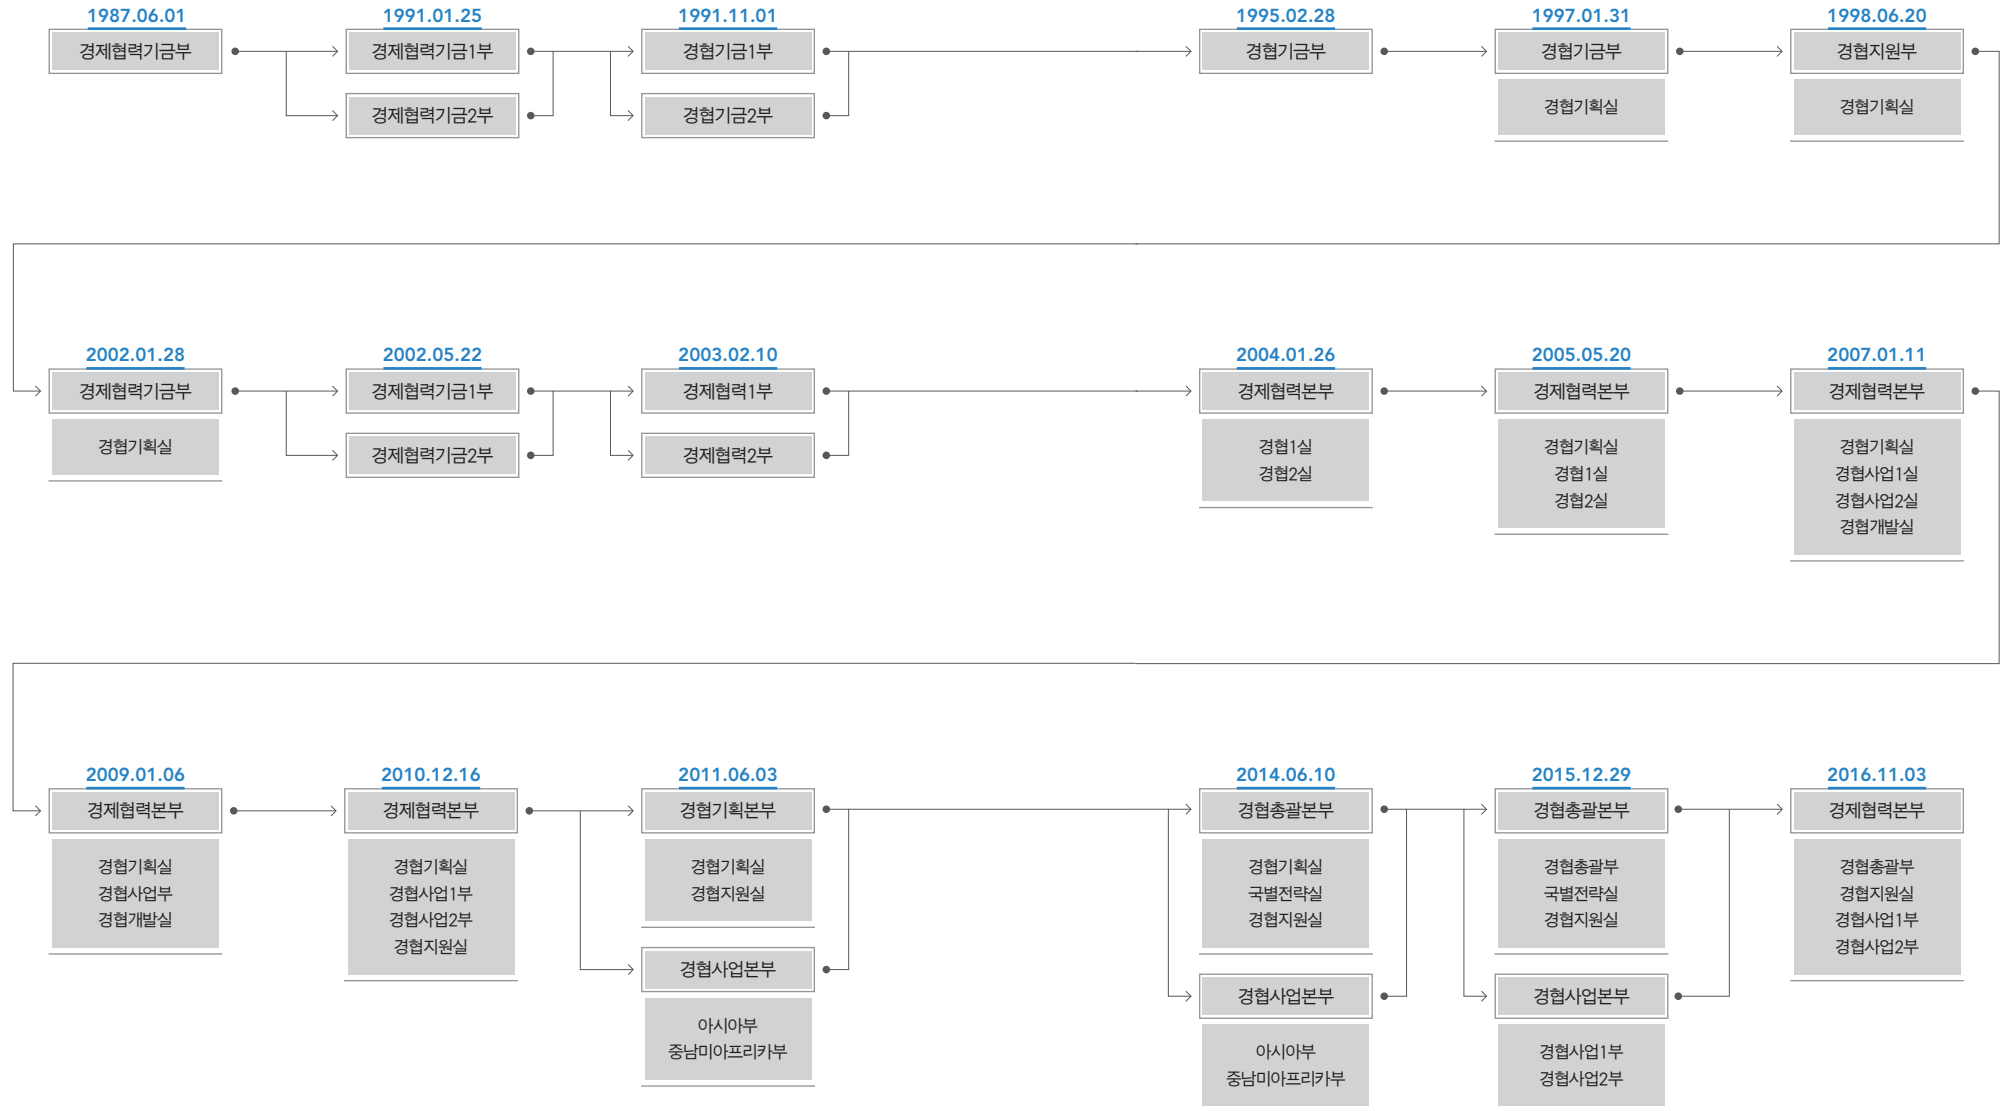 1987.06.01
경제협력기금부
1991.01.25
경제협력기금1부
경제협력기금2부
1991.11.01
경협기금1부
경협기금2부
1995.02.28
경협기금부
1997.01.31
경협기금부
경협기획실
1998.06.20
경협지원부
경협기획실
2002.01.28
경제협력기금부
경협기획실
2002.05.22
경제협력기금1부
경제협력기금2부
2003.02.10
경제협력1부
경제협력2부
2004.01.26
경제협력본부
경협1실
경협2실
2005.05.20
경제협력본부
경협기획실
경협1실
경협2실
2007.01.11
경제협력본부
경협기획실
경협사업1실
경협사업2실
경협개발실
2009.01.06
경제협력본부
경협기획실
경협사업부
경협개발실
2010.12.16
경제협력본부
경협기획실
경협사업1부
경협사업2부
경협지원실
2011.06.03
경협기획본부
경협기획실
경협지원실
경협사업본부
아시아부
중남미아프리카부
2014.06.10
경협총괄본부
경협기획실
국별전략실
경협지원실
경협사업본부
아시아부
중남미아프리카부
2015.12.29
경협총괄본부
경협총괄부
국별전략실
경협지원실
경협사업본부
경협사업1부
경협사업2부
2016.11.03
경제협력본부
경협총괄부
경협지원실
경협사업1부
경협사업2부